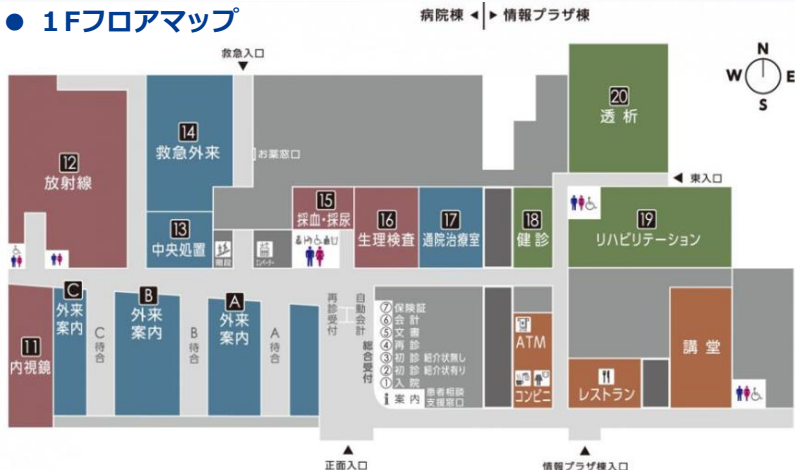 ● 1Fフロアマップ
病院棟 ◀ ▶ 情報プラザ棟
N
W E
S
救急入口
▼
20
透析
14
救急外来
お薬窓口
12
放射線
◀ 東入口
15
採血・採尿
16
生理検査
17
通院治療室
18
健診
19
リハビリテーション
13
中央処置
階段
エレベーター
C
外来
案内
B
外来
案内
A
外来
案内
11
内視鏡
C待合
B待合
A待合
再診受付
自動会計
総合受付
⑦ 保険証
⑥ 会計
⑤ 文書
④ 再診
③ 初診 紹介状無し
② 初診 紹介状有り
① 入院
i 案内 患者相談
支援窓口
ATM
コンビニ
レストラン
講堂
▲
正面入口
▲
情報プラザ棟入口